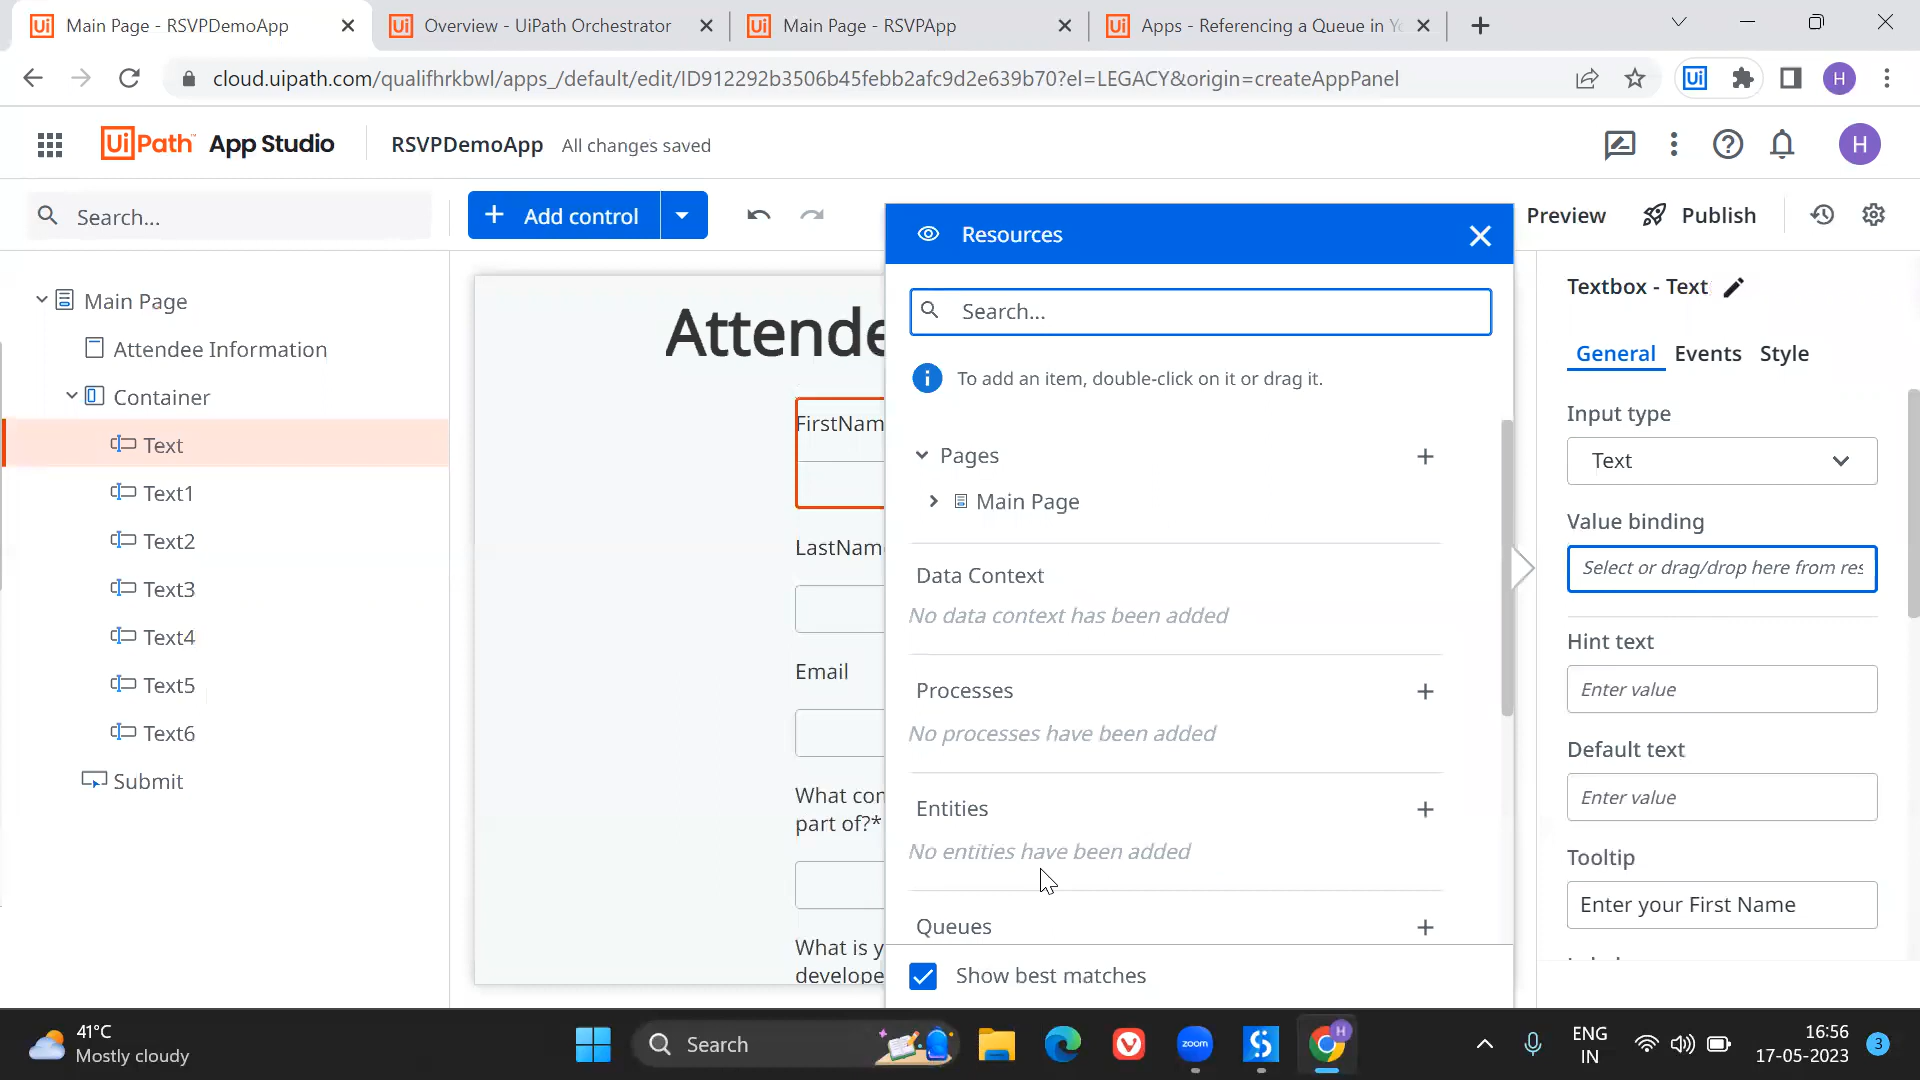 Main Page - RSVPDemoApp
Overview - UiPath Orchestrator
Main Page - RSVPApp
Apps - Referencing a Queue in Yo
cloud.uipath.com/qualifhrkbwl/apps_/default/edit/ID912292b3506b45febb2afc9d2e639b70?el=LEGACY&origin=createAppPanel
Ui
H
UiPath App Studio
RSVPDemoApp
All changes saved
H
Search...
Add control
Preview
Publish
Main Page
Attendee Information
Container
Text
Text1
Text2
Text3
Text4
Text5
Text6
Submit
Attende
FirstNam
LastName
Email
What con
part of?*
What is y
develope
Resources
Search...
To add an item, double-click on it or drag it.
Pages
Main Page
Data Context
No data context has been added
Processes
No processes have been added
Entities
No entities have been added
Queues
Show best matches
Textbox - Text
General
Events
Style
Input type
Text
Value binding
Select or drag/drop here from res
Hint text
Enter value
Default text
Enter value
Tooltip
Enter your First Name
41°C
Mostly cloudy
Search
zoom
H
ENG
IN
16:56
17-05-2023
3